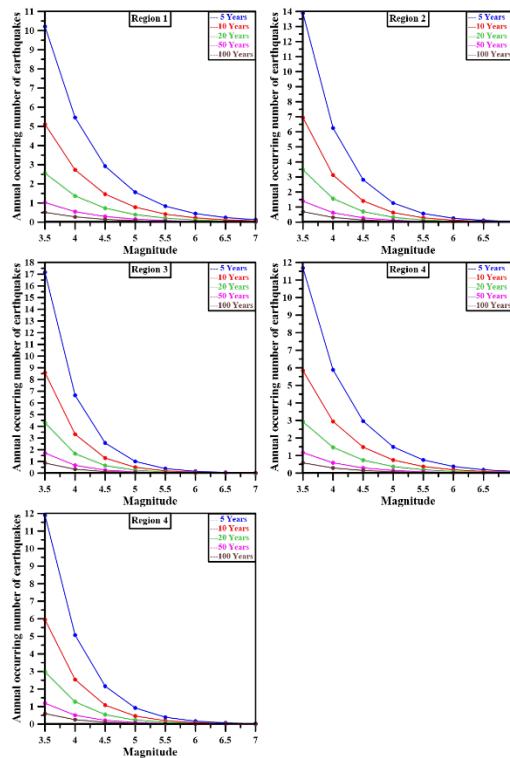 Region 1
5 Years
10 Years
20 Years
50 Years
100 Years
Annual occurring number of earthquakes
11
10
9
8
7
6
5
4
3
2
1
0
3.5 4 4.5 5 5.5 6 6.5 7
Magnitude
Region 2
5 Years
10 Years
20 Years
50 Years
100 Years
Annual occurring number of earthquakes
14
13
12
11
10
9
8
7
6
5
4
3
2
1
0
3.5 4 4.5 5 5.5 6 6.5
Magnitude
Region 3
5 Years
10 Years
20 Years
50 Years
100 Years
Annual occurring number of earthquakes
18
17
16
15
14
13
12
11
10
9
8
7
6
5
4
3
2
1
0
3.5 4 4.5 5 5.5 6 6.5 7
Magnitude
Region 4
5 Years
10 Years
20 Years
50 Years
100 Years
Annual occurring number of earthquakes
12
11
10
9
8
7
6
5
4
3
2
1
0
3.5 4 4.5 5 5.5 6 6.5
Magnitude
Region 4
5 Years
10 Years
20 Years
50 Years
100 Years
Annual occurring number of earthquakes
12
11
10
9
8
7
6
5
4
3
2
1
0
3.5 4 4.5 5 5.5 6 6.5 7
Magnitude